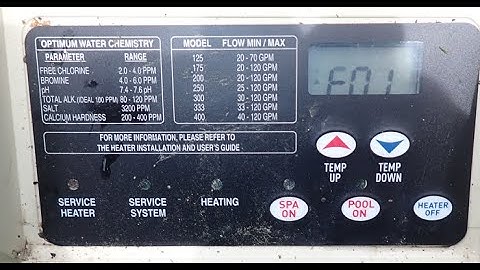 OPTIMUM WATER CHEMISTRY
PARAMETER RANGE
FREE CHLORINE 2.0 - 4.0 PPM
BROMINE 4.0 - 6.0 PPM
pH 7.4 - 7.6 pH
TOTAL ALK (IDEAL 100 PPM) 80 - 120 PPM
SALT 3200 PPM
CALCIUM HARDNESS 200 - 400 PPM
MODEL FLOW MIN / MAX
125 20 - 70 GPM
175 20 - 120 GPM
200 20 - 120 GPM
250 25 - 120 GPM
300 30 - 120 GPM
333 33 - 120 GPM
400 40 - 120 GPM
FOR MORE INFORMATION, PLEASE REFER TO
THE HEATER INSTALLATION AND USER'S GUIDE
F01
TEMP
UP
TEMP
DOWN
SERVICE
HEATER
SERVICE
SYSTEM
HEATING
SPA
ON
POOL
ON
HEATER
OFF